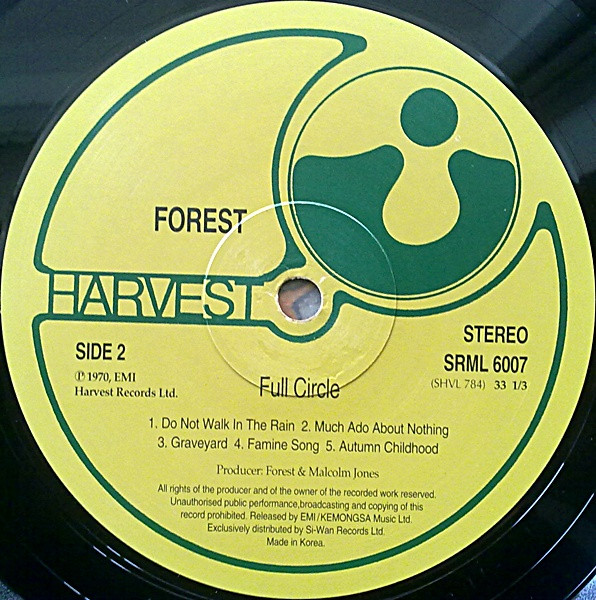 FOREST
HARVEST
SIDE 2
℗ 1970, EMI
Harvest Records Ltd.
STEREO
SRML 6007
(SHVL 784) 33 1/3
Full Circle
1. Do Not Walk In The Rain 2. Much Ado About Nothing
3. Graveyard 4. Famine Song 5. Autumn Childhood
Producer: Forest & Malcolm Jones
All rights of the producer and of the owner of the recorded work reserved.
Unauthorised public performance,broadcasting and copying of this
record prohibited. Released by EMI/KEMONGSA Music Ltd.
Exclusively distributed by Si-Wan Records Ltd.
Made in Korea.